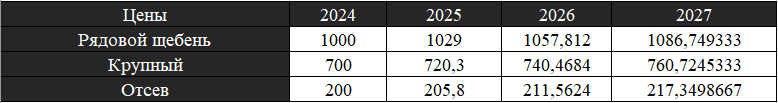 Цены 2024 2025 2026 2027
Рядовой щебень 1000 1029 1057,812 1086,749333
Крупный 700 720,3 740,4684 760,7245333
Отсев 200 205,8 211,5624 217,3498667